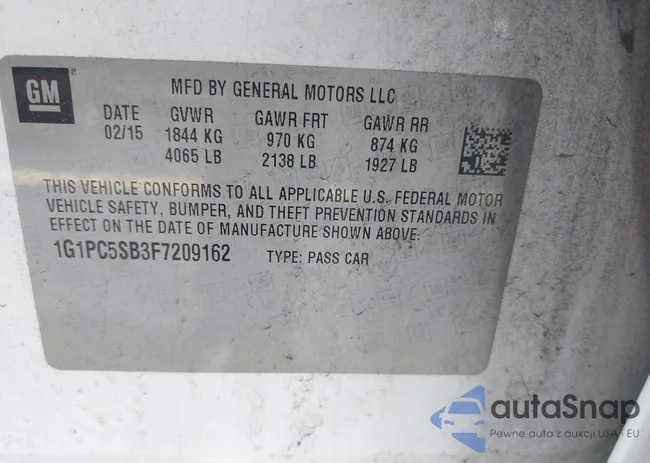 GM
MFD BY GENERAL MOTORS LLC
DATE GVWR GAWR FRT GAWR RR
02/15 1844 KG 970 KG 874 KG
4065 LB 2138 LB 1927 LB
THIS VEHICLE CONFORMS TO ALL APPLICABLE U.S. FEDERAL MOTOR
VEHICLE SAFETY, BUMPER, AND THEFT PREVENTION STANDARDS IN
EFFECT ON THE DATE OF MANUFACTURE SHOWN ABOVE.
1G1PC5SB3F7209162 TYPE: PASS CAR
autaSnap
Pewne auta z aukcji USA i EU